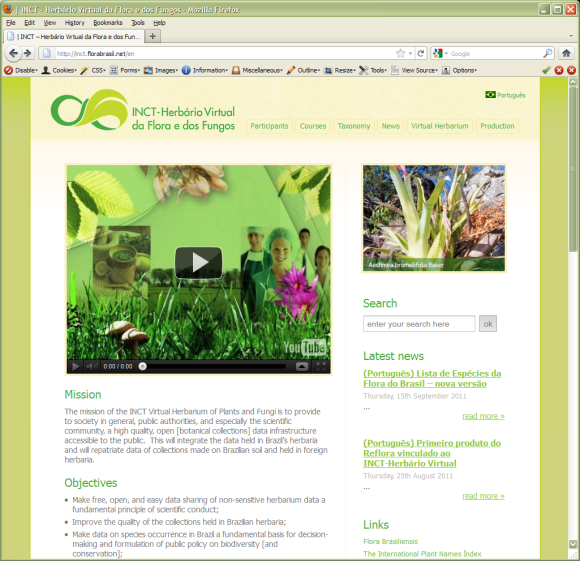 | INCT - Herbário Virtual da Flora e dos Fungos - Mozilla Firefox
File Edit View History Bookmarks Tools Help
| INCT – Herbário Virtual da Flora e dos Fun...
http://inct.florabrasil.net/en
Google
Disable Cookies CSS Forms Images Information Miscellaneous Outline Resize Tools View Source Options
Português
INCT-Herbário Virtual
da Flora e dos Fungos
Participants Courses Taxonomy News Virtual Herbarium Production
Aechmea bromeliifolia Baker
YouTube
0:00 / 0:00
Search
enter your search here ok
Latest news
(Português) Lista de Espécies da
Flora do Brasil – nova versão
Thursday, 15th September 2011
...
read more »
(Português) Primeiro produto do
Reflora vinculado ao
INCT-Herbário Virtual
Thursday, 25th August 2011
...
read more »
Links
Flora Brasiliensis
The International Plant Names Índex
Mission
The mission of the INCT Virtual Herbarium of Plants and Fungi is to provide
to society in general, public authorities, and especially the scientific
community, a high quality, open [botanical collections] data infrastructure
accessible to the public. This will integrate the data held in Brazil's herbaria
and will repatriate data of collections made on Brazilian soil and held in foreign
herbaria.
Objectives
Make free, open, and easy data sharing of non-sensitive herbarium data a
fundamental principle of scientific conduct;
Improve the quality of the collections held in Brazilian herbaria;
Make data on species occurrence in Brazil a fundamental basis for decision-
making and formulation of public policy on biodiversity [and
conservation];